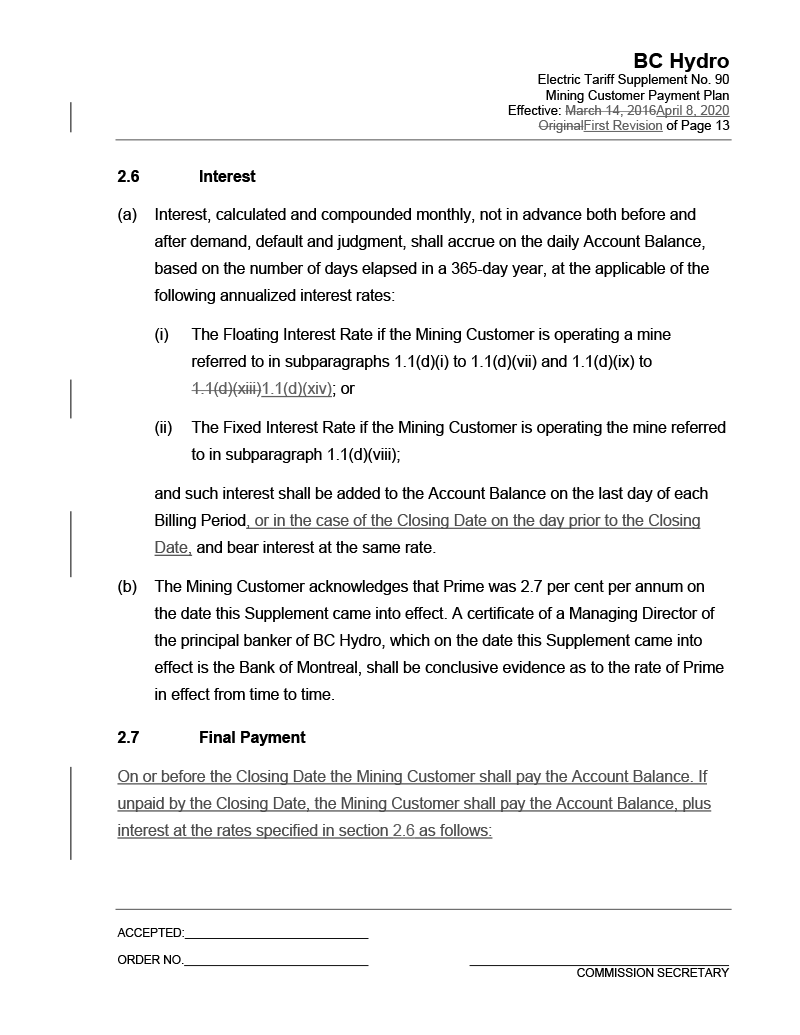 BC Hydro
Electric Tariff Supplement No. 90
Mining Customer Payment Plan
Effective: March 14, 2016April 8, 2020
OriginalFirst Revision of Page 13
2.6 Interest
(a) Interest, calculated and compounded monthly, not in advance both before and
after demand, default and judgment, shall accrue on the daily Account Balance,
based on the number of days elapsed in a 365-day year, at the applicable of the
following annualized interest rates:
(i) The Floating Interest Rate if the Mining Customer is operating a mine
referred to in subparagraphs 1.1(d)(i) to 1.1(d)(vii) and 1.1(d)(ix) to
1.1(d)(xiii)1.1(d)(xiv); or
(ii) The Fixed Interest Rate if the Mining Customer is operating the mine referred
to in subparagraph 1.1(d)(viii);
and such interest shall be added to the Account Balance on the last day of each
Billing Period, or in the case of the Closing Date on the day prior to the Closing
Date, and bear interest at the same rate.
(b) The Mining Customer acknowledges that Prime was 2.7 per cent per annum on
the date this Supplement came into effect. A certificate of a Managing Director of
the principal banker of BC Hydro, which on the date this Supplement came into
effect is the Bank of Montreal, shall be conclusive evidence as to the rate of Prime
in effect from time to time.
2.7 Final Payment
On or before the Closing Date the Mining Customer shall pay the Account Balance. If
unpaid by the Closing Date, the Mining Customer shall pay the Account Balance, plus
interest at the rates specified in section 2.6 as follows:
ACCEPTED:
ORDER NO.
COMMISSION SECRETARY